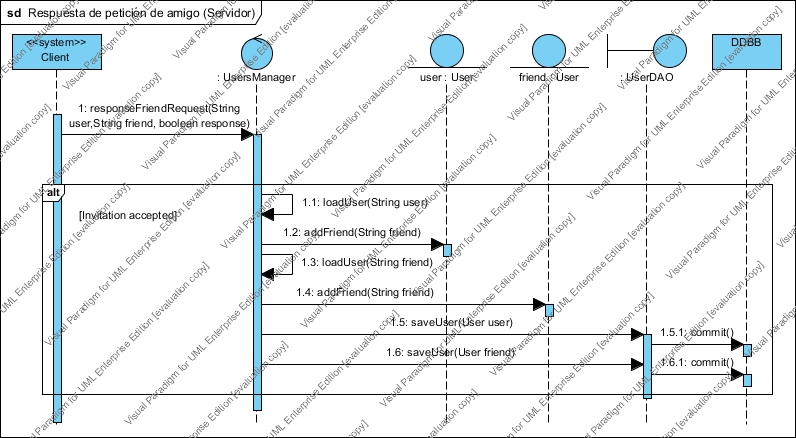 sd Respuesta de petición de amigo (Servidor)
<<system>>
Client
: UsersManager
user : User
friend : User
: UserDAO
DDBB
1: responseFriendRequest(String
user,String friend, boolean response)
alt
[Invitation accepted]
1.1: loadUser(String user)
1.2: addFriend(String friend)
1.3: loadUser(String friend)
1.4: addFriend(String friend)
1.5: saveUser(User user)
1.5.1: commit()
1.6: saveUser(User friend)
1.6.1: commit()
Visual Paradigm for UML Enterprise Edition [evaluation copy]